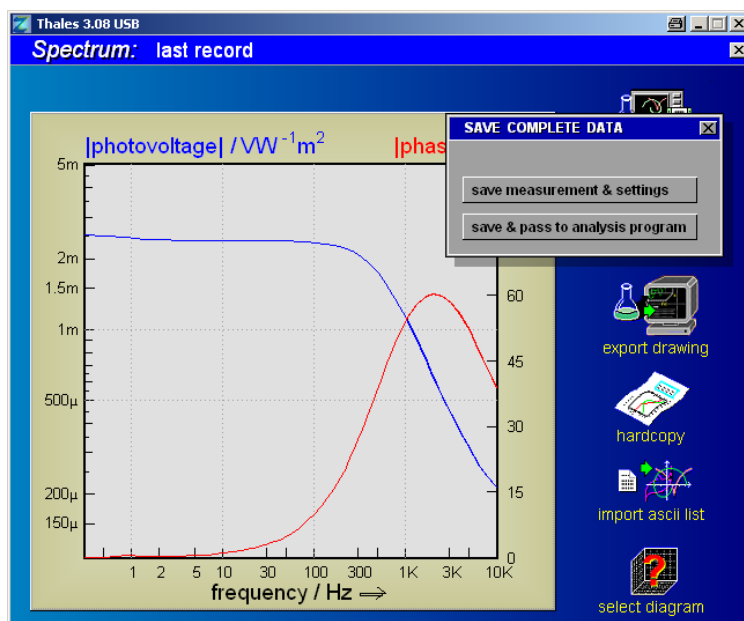 Thales 3.08 USB
Spectrum: last record
SAVE COMPLETE DATA
save measurement & settings
save & pass to analysis program
|photovoltage| / VW⁻¹m²
|phas
5m
2m
1.5m
1m
500µ
200µ
150µ
60
45
30
15
0
1 2 5 10 30 100 300 1K 3K 10K
frequency / Hz ⇒
export drawing
hardcopy
import ascii list
?
select diagram